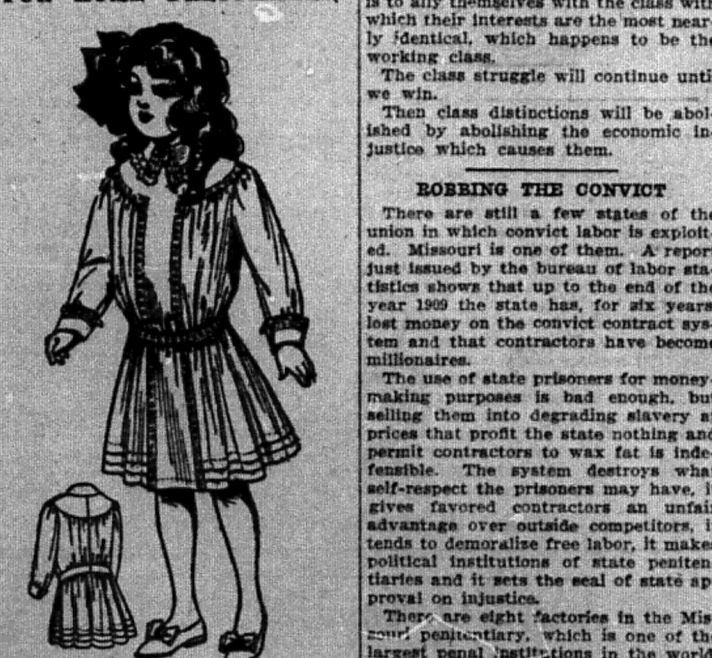 is to ally themselves with the class with
which their interests are the most near-
ly identical, which happens to be the
working class.
The class struggle will continue until
we win.
Then class distinctions will be abol-
ished by abolishing the economic in-
justice which causes them.
ROBBING THE CONVICT
There are still a few states of the
union in which convict labor is exploit-
ed. Missouri is one of them. A report
just issued by the bureau of labor sta-
tistics shows that up to the end of the
year 1909 the state has, for six years
lost money on the convict contract sys-
tem and that contractors have become
millionaires.
The use of state prisoners for money-
making purposes is bad enough, but
selling them into degrading slavery at
prices that profit the state nothing and
permit contractors to wax fat is inde-
fensible. The system destroys what
self-respect the prisoners may have, it
gives favored contractors an unfair
advantage over outside competitors, it
tends to demoralize free labor, it makes
political institutions of state peniten-
tiaries and it sets the seal of state ap-
proval on injustice.
There are eight factories in the Mis-
souri penitentiary, which is one of the
largest penal institutions in the world